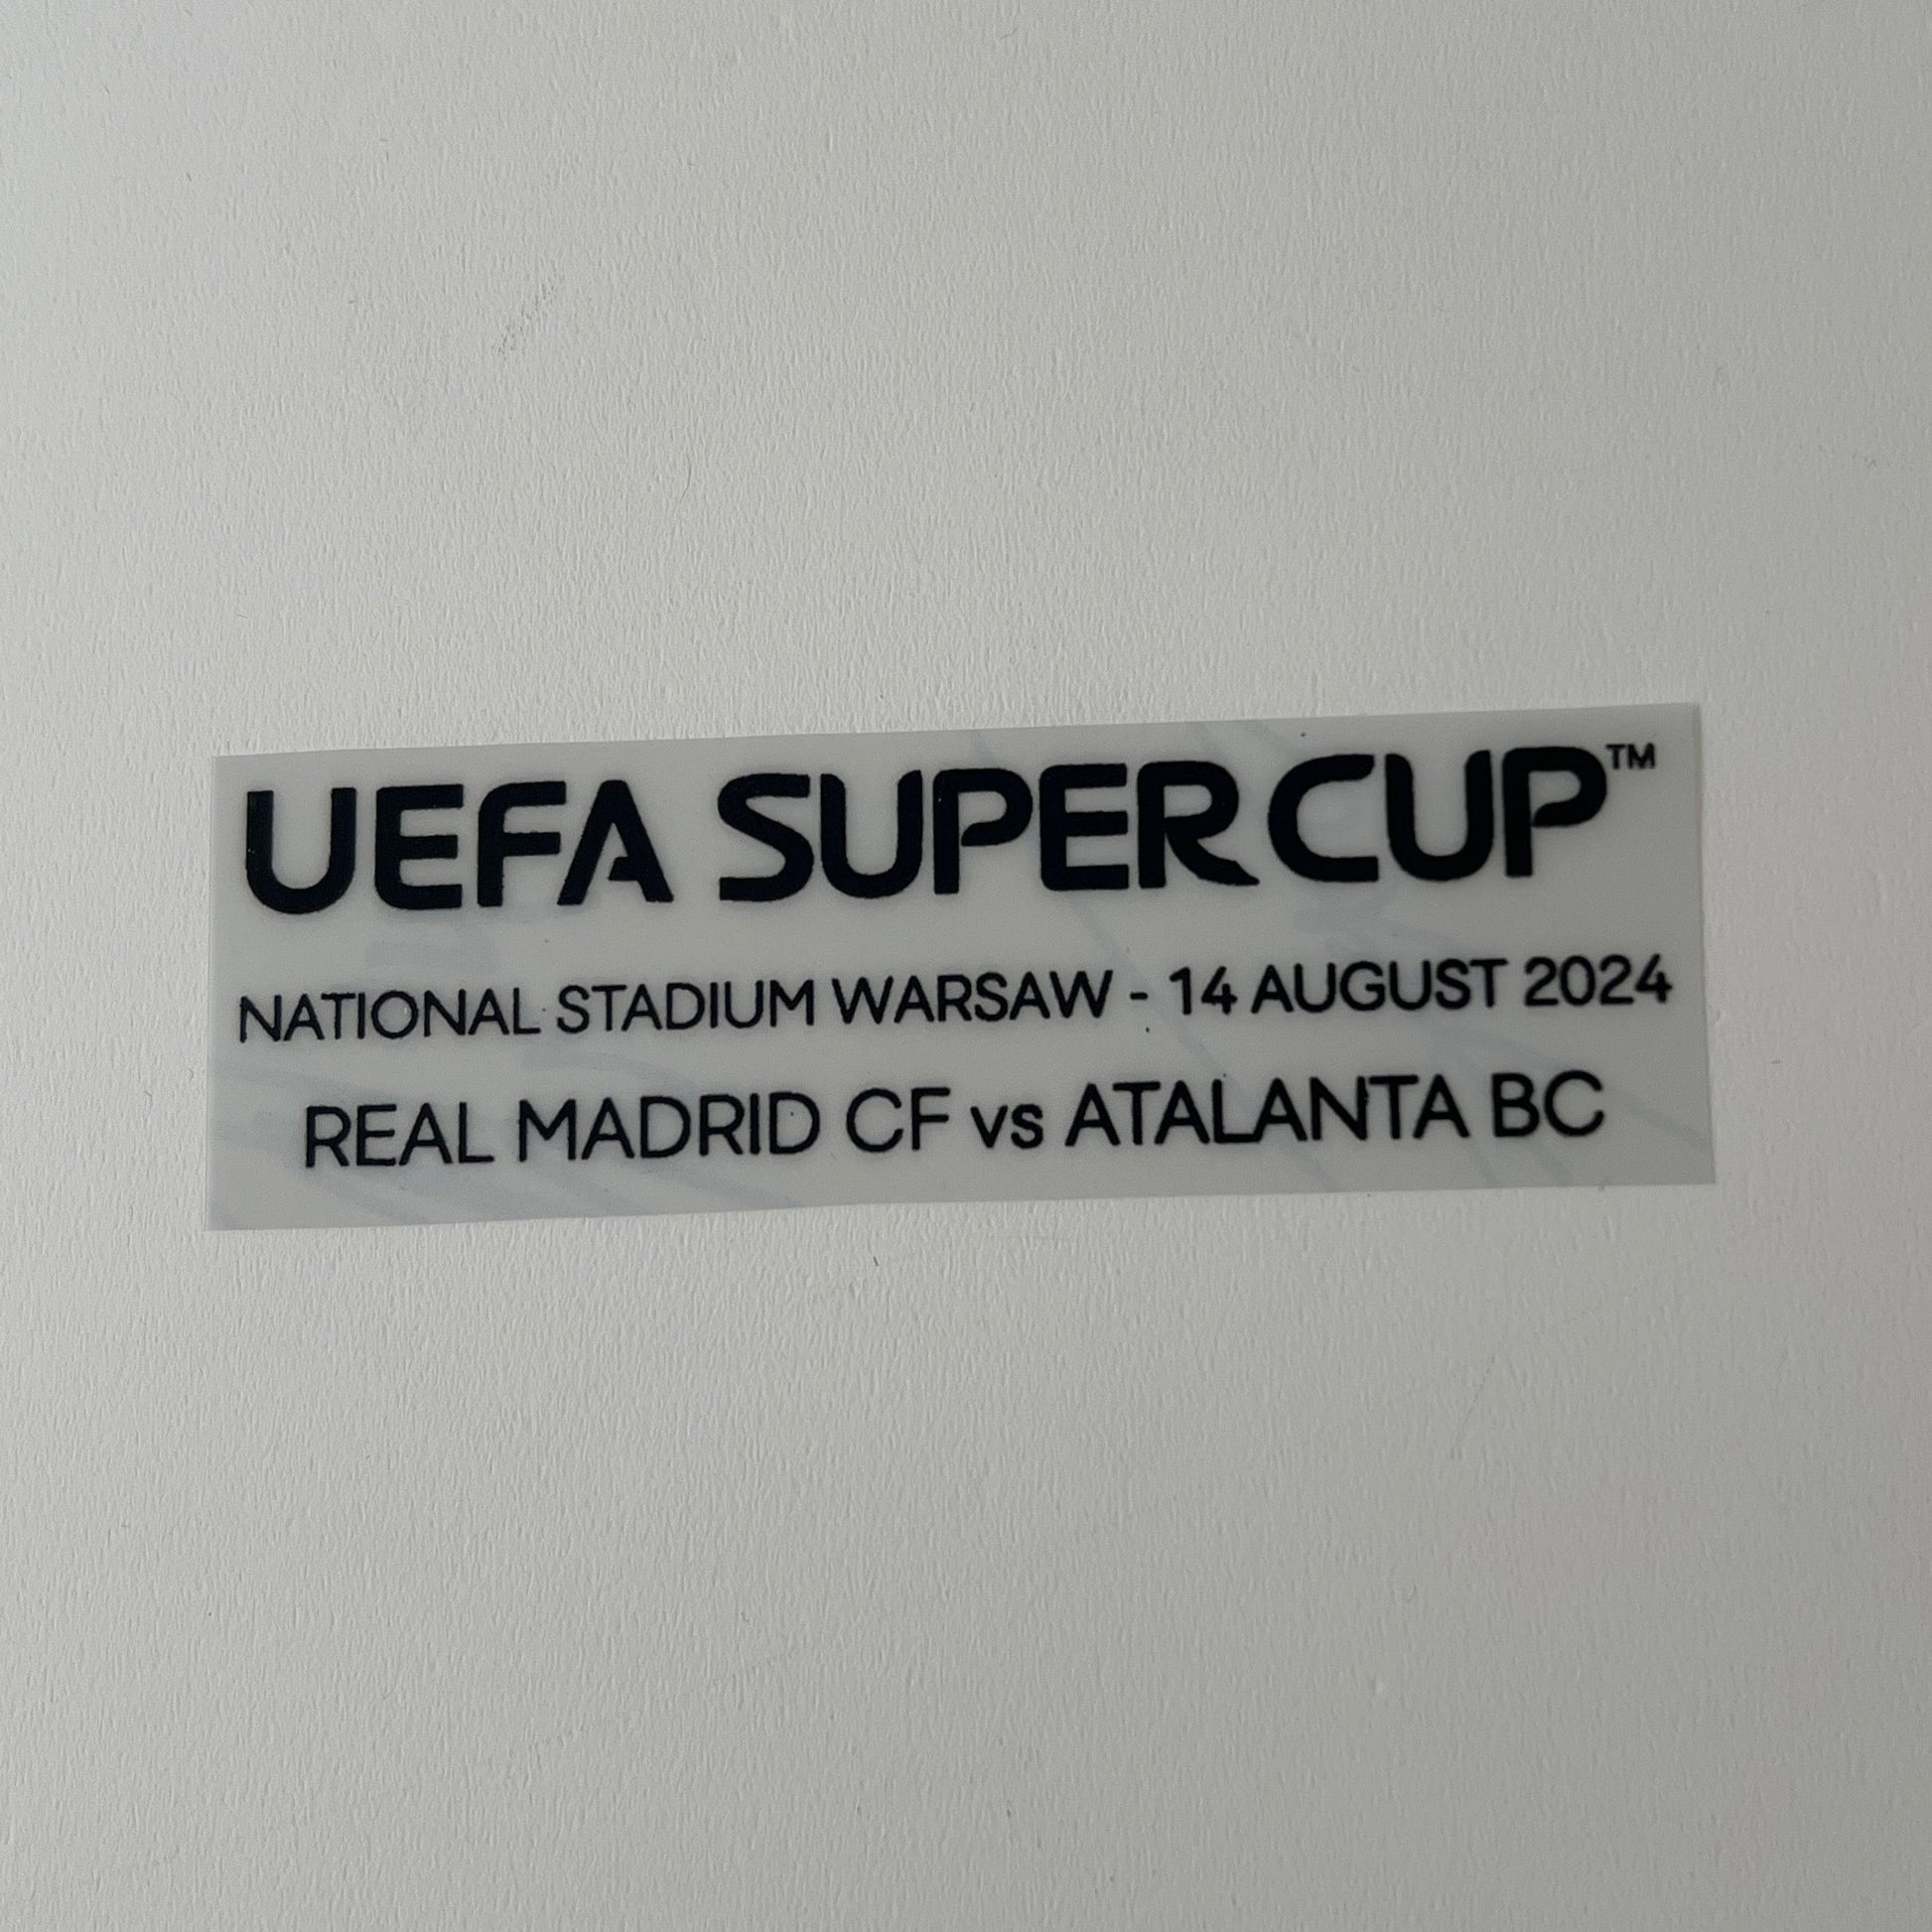 UEFA SUPER CUP™
NATIONAL STADIUM WARSAW - 14 AUGUST 2024
REAL MADRID CF vs ATALANTA BC